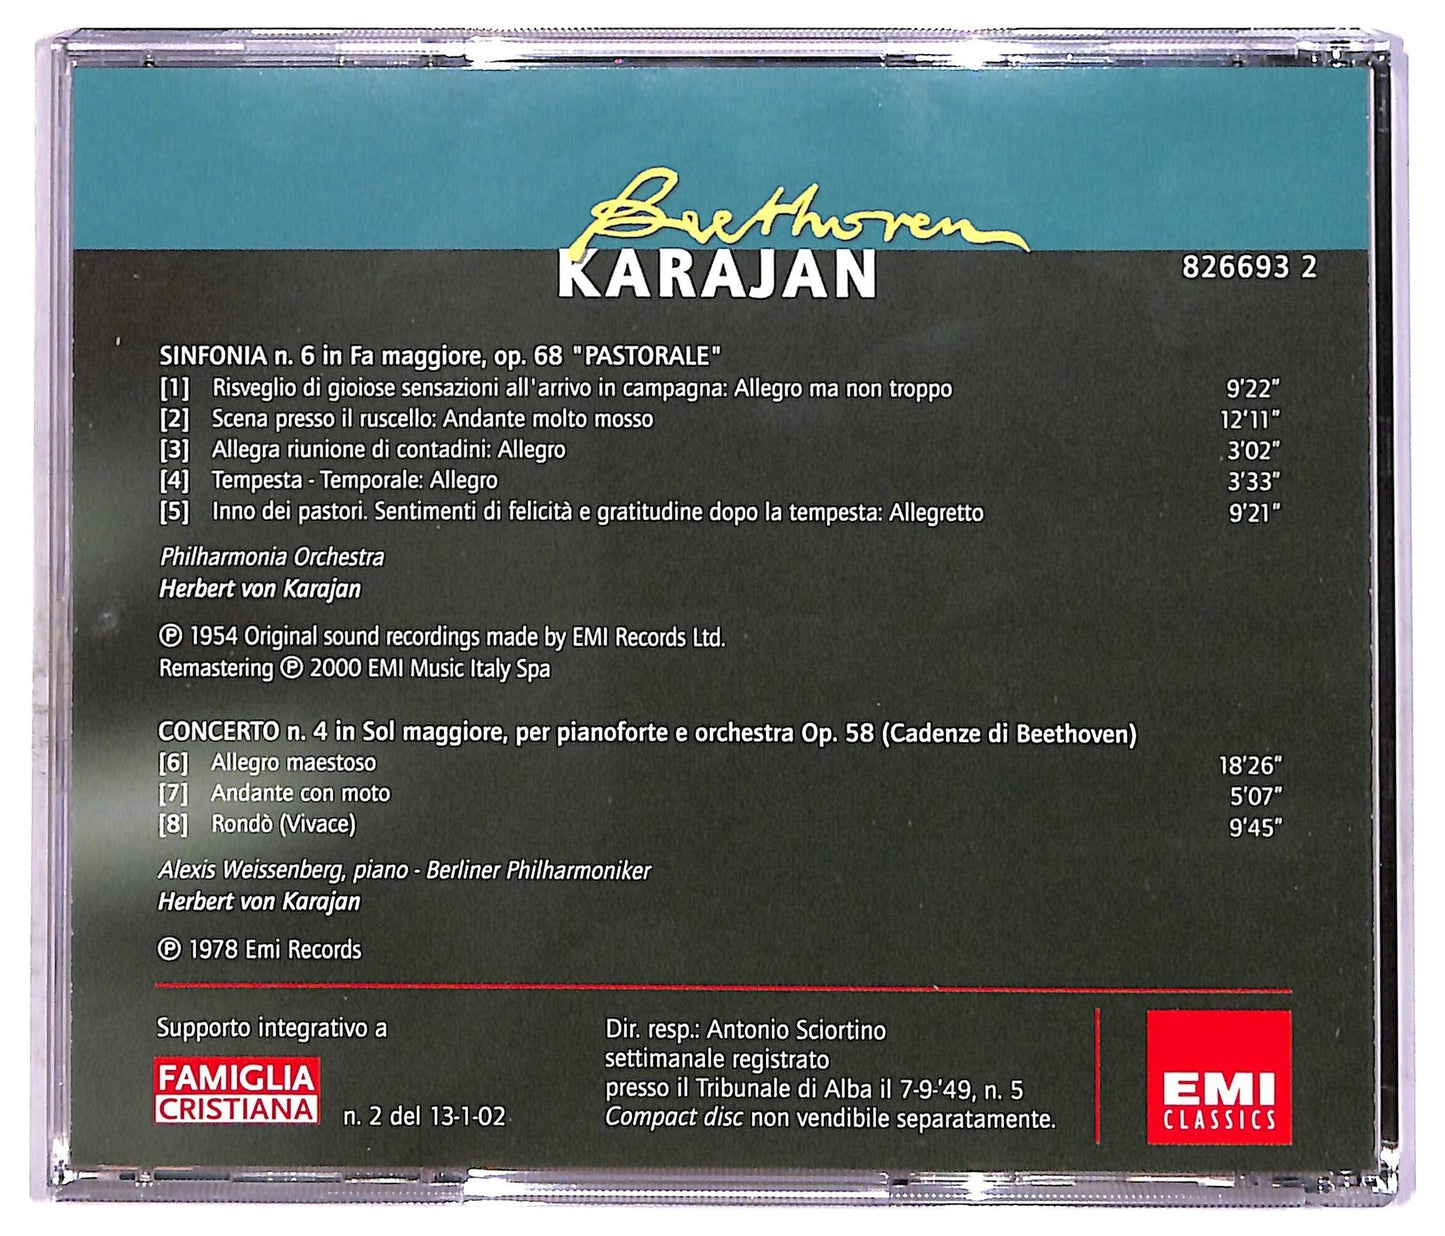 Beethoven
KARAJAN
826693 2
SINFONIA n. 6 in Fa maggiore, op. 68 "PASTORALE"
[1] Risveglio di gioiose sensazioni all'arrivo in campagna: Allegro ma non troppo 9'22"
[2] Scena presso il ruscello: Andante molto mosso 12'11"
[3] Allegra riunione di contadini: Allegro 3'02"
[4] Tempesta - Temporale: Allegro 3'33"
[5] Inno dei pastori. Sentimenti di felicità e gratitudine dopo la tempesta: Allegretto 9'21"
Philharmonia Orchestra
Herbert von Karajan
℗ 1954 Original sound recordings made by EMI Records Ltd.
Remastering ℗ 2000 EMI Music Italy Spa
CONCERTO n. 4 in Sol maggiore, per pianoforte e orchestra Op. 58 (Cadenze di Beethoven)
[6] Allegro maestoso 18'26"
[7] Andante con moto 5'07"
[8] Rondò (Vivace) 9'45"
Alexis Weissenberg, piano - Berliner Philharmoniker
Herbert von Karajan
℗ 1978 Emi Records
Supporto integrativo a
FAMIGLIA
CRISTIANA
n. 2 del 13-1-02
Dir. resp.: Antonio Sciortino
settimanale registrato
presso il Tribunale di Alba il 7-9-'49, n. 5
Compact disc non vendibile separatamente.
EMI
CLASSICS